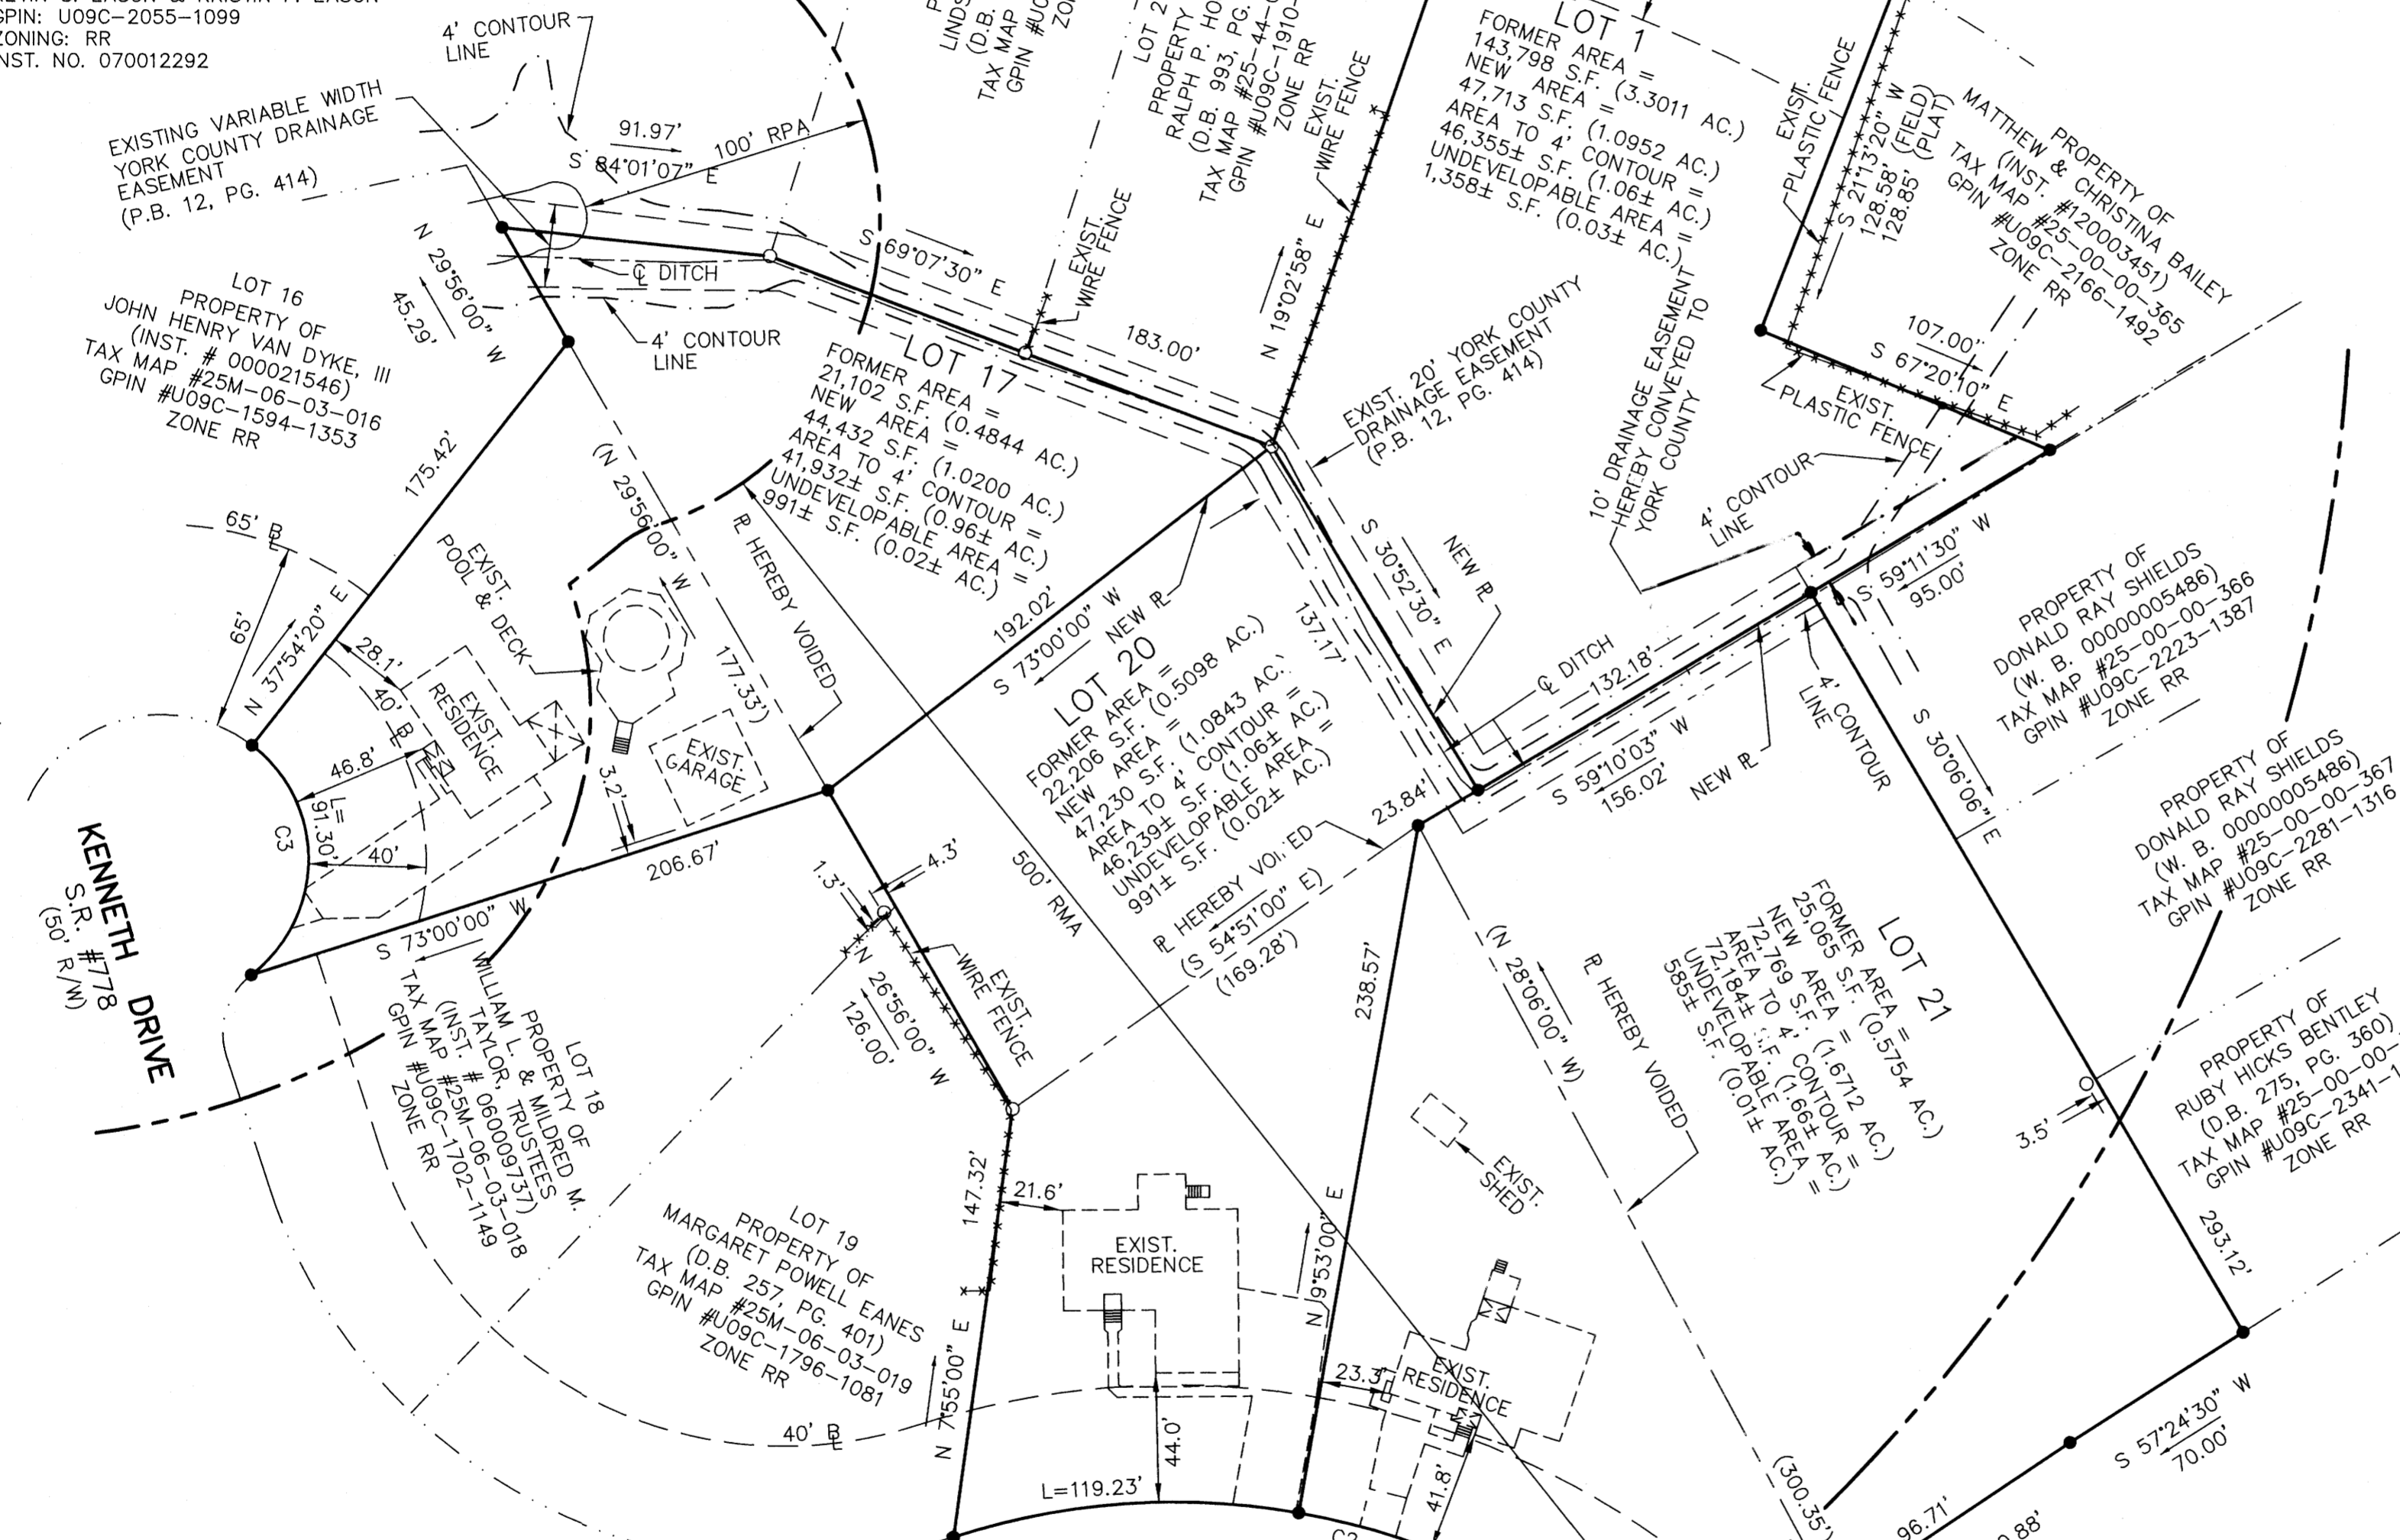 GPIN: U09C-2055-1099
ZONING: RR
INST. NO. 070012292
4' CONTOUR
LINE
EXISTING VARIABLE WIDTH
YORK COUNTY DRAINAGE
EASEMENT
(P.B. 12, PG. 414)
91.97'
S 84°01'07" E
100' RPA
N 29°56'00" W
45.29'
℄ DITCH
4' CONTOUR
LINE
S 69°07'30" E
183.00'
LOT 16
PROPERTY OF
JOHN HENRY VAN DYKE, III
(INST. # 000021546)
TAX MAP #25M-06-03-016
GPIN #U09C-1594-1353
ZONE RR
175.42'
N 37°54'20" E
65' BL
65'
28.1'
40' BL
46.8'
L=
91.30'
C3
40'
KENNETH DRIVE
S.R. #778
(50' R/W)
EXIST.
POOL & DECK
EXIST.
RESIDENCE
EXIST.
GARAGE
3.2'
206.67'
S 73°00'00" W
(N 29°56'00" W
177.33')
PL HEREBY VOIDED
LOT 17
FORMER AREA =
21,102 S.F. (0.4844 AC.)
NEW AREA =
44,432 S.F. (1.0200 AC.)
AREA TO 4' CONTOUR =
41,932± S.F. (0.96± AC.)
UNDEVELOPABLE AREA =
991± S.F. (0.02± AC.)
TAX MAP
LOT 2
PROPERTY
RALPH P. HO
(D.B. 993, PG.
TAX MAP #25-44-
GPIN #U09C-1910-
ZONE RR
EXIST.
WIRE FENCE
EXIST.
WIRE FENCE
N 19°02'58" E
LOT 1
FORMER AREA =
143,798 S.F. (3.3011 AC.)
NEW AREA =
47,713 S.F. (1.0952 AC.)
AREA TO 4' CONTOUR =
46,355± S.F. (1.06± AC.)
UNDEVELOPABLE AREA =
1,358± S.F. (0.03± AC.)
EXIST.
PLASTIC FENCE
S 21°13'20" W
128.58' (FIELD)
128.85' (PLAT)
PROPERTY OF
MATTHEW & CHRISTINA BAILEY
(INST. #120003451)
TAX MAP #25-00-00-365
GPIN #U09C-2166-1492
ZONE RR
107.00'
S 67°20'10" E
EXIST.
PLASTIC FENCE
EXIST. 20' YORK COUNTY
DRAINAGE EASEMENT
(P.B. 12, PG. 414)
10' DRAINAGE EASEMENT
HEREBY CONVEYED TO
YORK COUNTY
4' CONTOUR
LINE
S 59°11'30" W
95.00'
192.02'
S 73°00'00" W
NEW PL
137.17'
S 30°52'30" E
NEW PL
℄ DITCH
132.18'
S 59°10'03" W
156.02'
NEW PL
4' CONTOUR
LINE
23.84'
LOT 20
FORMER AREA =
22,206 S.F. (0.5098 AC.)
NEW AREA =
47,230 S.F. (1.0843 AC.)
AREA TO 4' CONTOUR =
46,239± S.F. (1.06± AC.)
UNDEVELOPABLE AREA =
991± S.F. (0.02± AC.)
PL HEREBY VOIDED
(S 54°51'00" E)
(169.28')
500' RMA
PROPERTY OF
DONALD RAY SHIELDS
(W. B. 0000005486)
TAX MAP #25-00-00-366
GPIN #U09C-2223-1387
ZONE RR
S 30°06'06" E
PROPERTY OF
DONALD RAY SHIELDS
(W. B. 0000005486)
TAX MAP #25-00-00-367
GPIN #U09C-2281-1316
ZONE RR
PROPERTY OF
RUBY HICKS BENTLEY
(D.B. 275, PG. 360)
TAX MAP #25-00-00-
GPIN #U09C-2341-1
ZONE RR
3.5'
293.12'
S 57°24'30" W
70.00'
96.71'
LOT 21
FORMER AREA =
25,065 S.F. (0.5754 AC.)
NEW AREA =
72,769 S.F. (1.6712 AC.)
AREA TO 4' CONTOUR =
72,184± S.F. (1.66± AC.)
UNDEVELOPABLE AREA =
585± S.F. (0.01± AC.)
(N 28°06'00" W)
PL HEREBY VOIDED
(300.35')
238.57'
N 9°53'00" E
EXIST.
SHED
EXIST.
RESIDENCE
23.3'
41.8'
C2
1.3'
4.3'
EXIST.
WIRE FENCE
N 26°56'00" W
126.00'
147.32'
21.6'
EXIST.
RESIDENCE
44.0'
L=119.23'
N 7°55'00" E
40' BL
LOT 18
PROPERTY OF
WILLIAM L. & MILDRED M.
TAYLOR, TRUSTEES
(INST. # 060009737)
TAX MAP #25M-06-03-018
GPIN #U09C-1702-1149
ZONE RR
LOT 19
PROPERTY OF
MARGARET POWELL EANES
(D.B. 257, PG. 401)
TAX MAP #25M-06-03-019
GPIN #U09C-1796-1081
ZONE RR